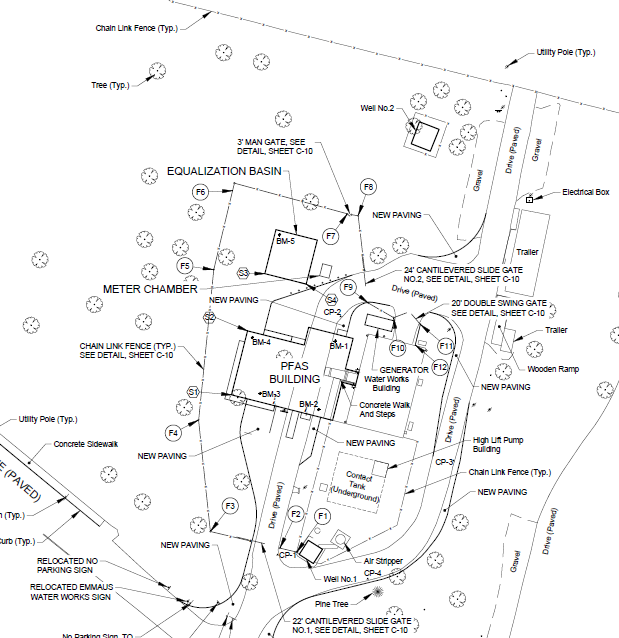 Chain Link Fence (Typ.)
Utility Pole (Typ.)
Tree (Typ.)
Well No.2
3' MAN GATE, SEE
DETAIL, SHEET C-10
Drive (Paved)
Gravel
Gravel
EQUALIZATION BASIN
F6
F8
Electrical Box
NEW PAVING
F7
BM-5
Trailer
F5
S3
24' CANTILEVERED SLIDE GATE
NO.2, SEE DETAIL, SHEET C-10
METER CHAMBER
F9
Drive (Paved)
NEW PAVING
S4
CP-2
20' DOUBLE SWING GATE
SEE DETAIL, SHEET C-10
S2
Trailer
CHAIN LINK FENCE (TYP.)
SEE DETAIL, SHEET C-10
BM-4
BM-1
F10
F11
F12
PFAS
BUILDING
GENERATOR
Water Works
Building
Wooden Ramp
NEW PAVING
S1
BM-3
BM-2
Concrete Walk
And Steps
Utility Pole (Typ.)
F4
Drive (Paved)
Concrete Sidewalk
NEW PAVING
High Lift Pump
Building
NEW PAVING
CP-3
Chain Link Fence (Typ.)
Contact
Tank
(Underground)
E (PAVED)
NEW PAVING
n (Typ.)
F3
Drive (Paved)
F2
F1
Gravel
Drive (Paved)
Curb (Typ.)
NEW PAVING
CP-1
RELOCATED NO
PARKING SIGN
Air Stripper
CP-4
Well No.1
RELOCATED EMMAUS
WATER WORKS SIGN
Pine Tree
22' CANTILEVERED SLIDE GATE
NO.1, SEE DETAIL, SHEET C-10
No Parking Sign, TO